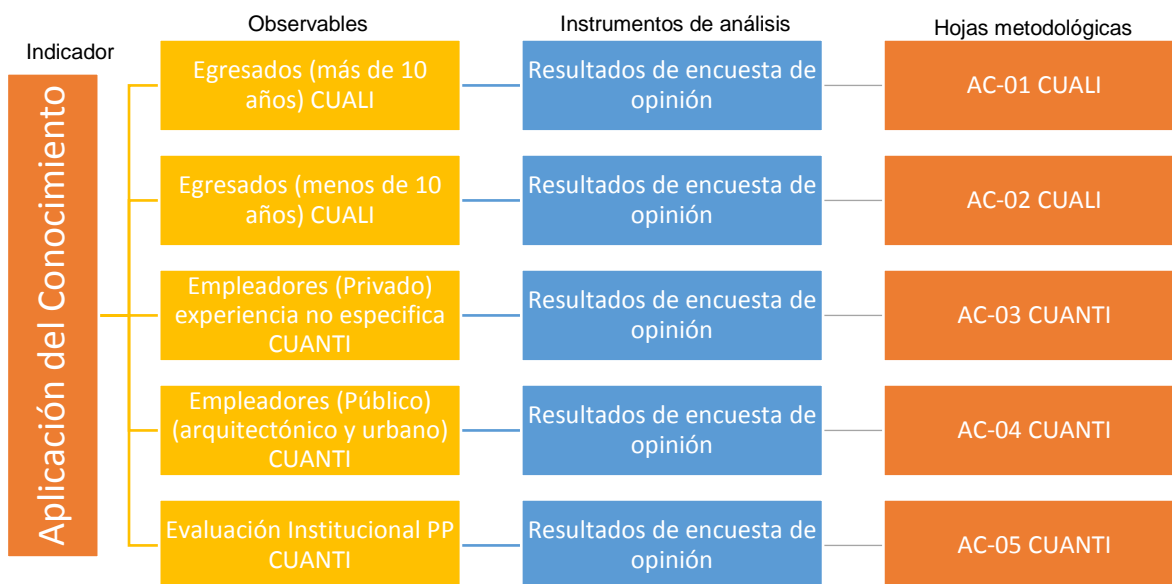 Observables
Instrumentos de análisis
Hojas metodológicas
Indicador
Aplicación del Conocimiento
Egresados (más de 10
años) CUALI
Resultados de encuesta de
opinión
AC-01 CUALI
Egresados (menos de 10
años) CUALI
Resultados de encuesta de
opinión
AC-02 CUALI
Empleadores (Privado)
experiencia no especifica
CUANTI
Resultados de encuesta de
opinión
AC-03 CUANTI
Empleadores (Público)
(arquitectónico y urbano)
CUANTI
Resultados de encuesta de
opinión
AC-04 CUANTI
Evaluación Institucional PP
CUANTI
Resultados de encuesta de
opinión
AC-05 CUANTI